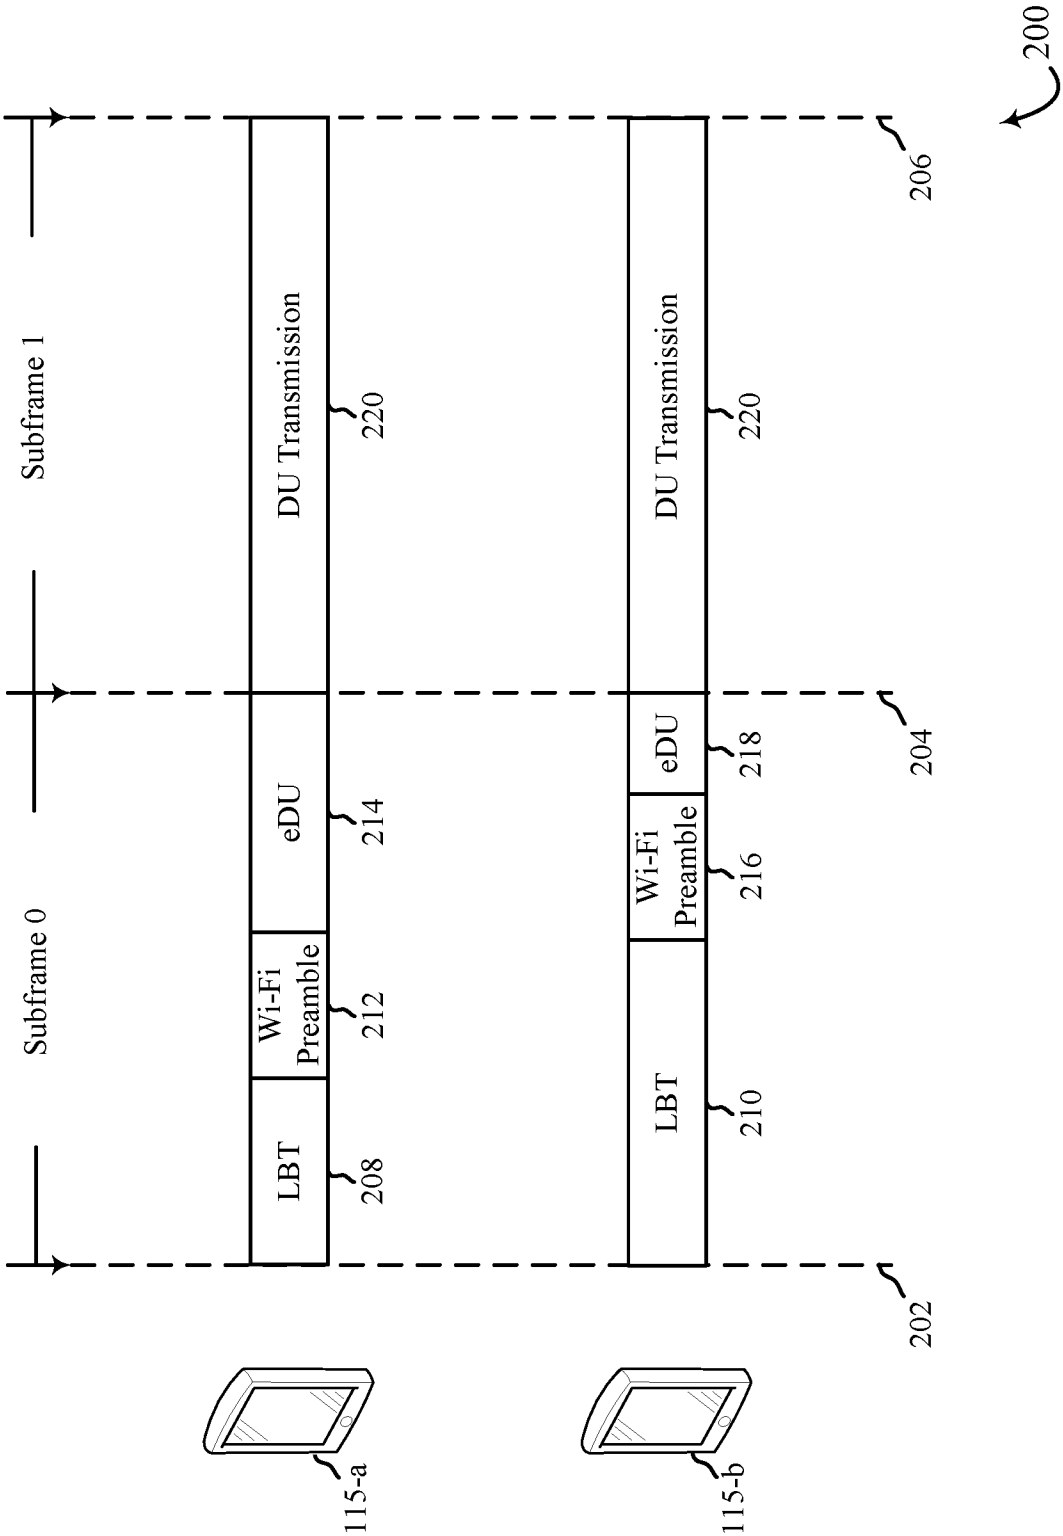 Subframe 0
Subframe 1
115-a
LBT
Wi-Fi
Preamble
eDU
DU Transmission
208
212
214
220
115-b
LBT
Wi-Fi
Preamble
eDU
DU Transmission
210
216
218
220
202
204
206
200